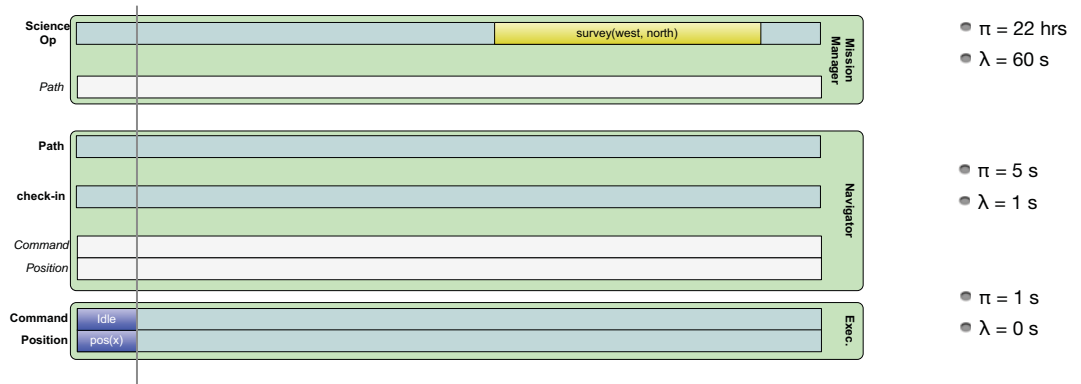 Science
Op
survey(west, north)
Mission
Manager
Path
π = 22 hrs
λ = 60 s
Path
check-in
Command
Position
Navigator
π = 5 s
λ = 1 s
Command
Idle
Position
pos(x)
Exec.
π = 1 s
λ = 0 s